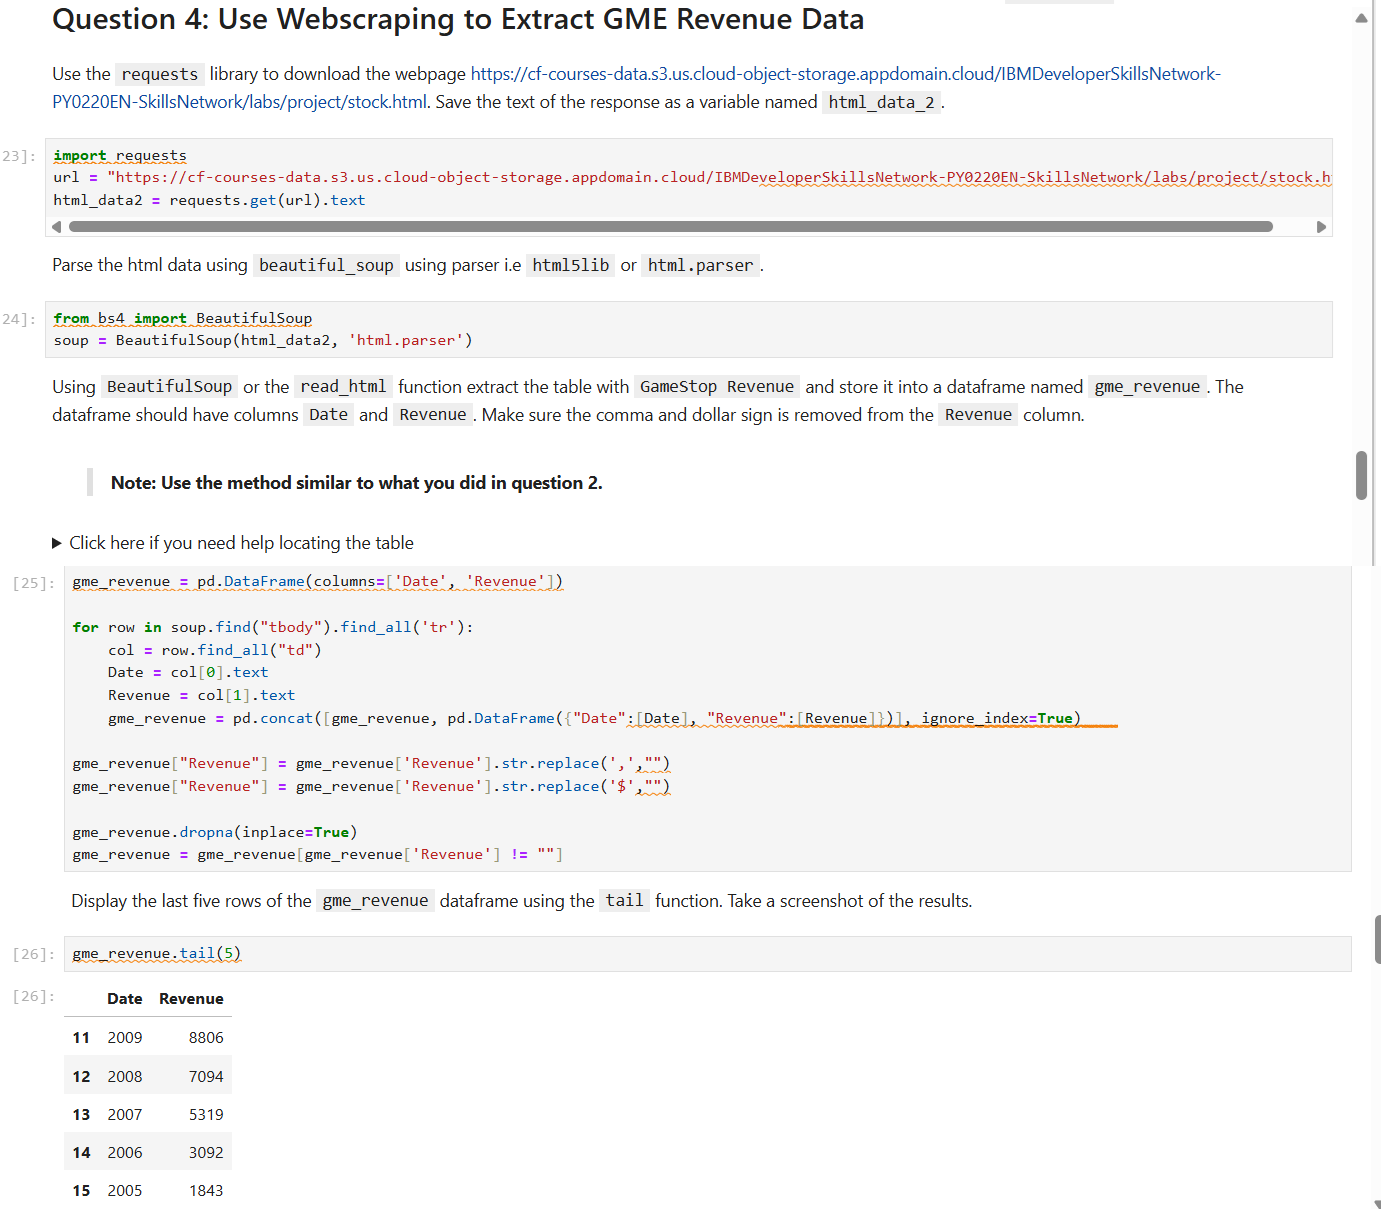 Question 4: Use Webscraping to Extract GME Revenue Data
Use the requests library to download the webpage https://cf-courses-data.s3.us.cloud-object-storage.appdomain.cloud/IBMDeveloperSkillsNetwork-
PY0220EN-SkillsNetwork/labs/project/stock.html. Save the text of the response as a variable named html_data_2.
23]:
import requests
url = "https://cf-courses-data.s3.us.cloud-object-storage.appdomain.cloud/IBMDeveloperSkillsNetwork-PY0220EN-SkillsNetwork/labs/project/stock.h
html_data2 = requests.get(url).text
Parse the html data using beautiful_soup using parser i.e html5lib or html.parser.
24]:
from bs4 import BeautifulSoup
soup = BeautifulSoup(html_data2, 'html.parser')
Using BeautifulSoup or the read_html function extract the table with GameStop Revenue and store it into a dataframe named gme_revenue. The
dataframe should have columns Date and Revenue. Make sure the comma and dollar sign is removed from the Revenue column.
Note: Use the method similar to what you did in question 2.
▶ Click here if you need help locating the table
[25]:
gme_revenue = pd.DataFrame(columns=['Date', 'Revenue'])
for row in soup.find("tbody").find_all('tr'):
    col = row.find_all("td")
    Date = col[0].text
    Revenue = col[1].text
    gme_revenue = pd.concat([gme_revenue, pd.DataFrame({"Date":[Date], "Revenue":[Revenue]})], ignore_index=True)
gme_revenue["Revenue"] = gme_revenue['Revenue'].str.replace(',',"")
gme_revenue["Revenue"] = gme_revenue['Revenue'].str.replace('$',"")
gme_revenue.dropna(inplace=True)
gme_revenue = gme_revenue[gme_revenue['Revenue'] != ""]
Display the last five rows of the gme_revenue dataframe using the tail function. Take a screenshot of the results.
[26]:
gme_revenue.tail(5)
[26]:
Date Revenue
11 2009 8806
12 2008 7094
13 2007 5319
14 2006 3092
15 2005 1843